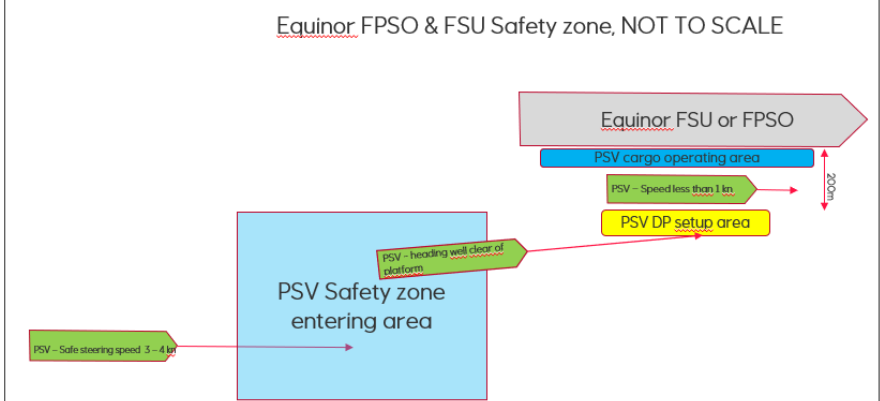 Equinor FPSO & FSU Safety zone, NOT TO SCALE
Equinor FSU or FPSO
PSV cargo operating area
PSV – Speed less than 1 kn
200m
PSV DP setup area
PSV – heading well clear of
platform
PSV Safety zone
entering area
PSV – Safe steering speed 3 – 4 kn